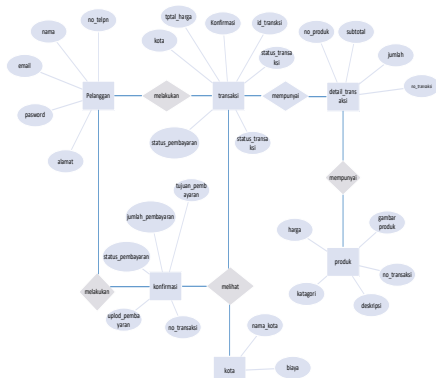 no_telpn
nama
email
pasword
alamat
Pelanggan
melakukan
tptal_harga
Konfirmasi
id_transksi
kota
status_transa
ksi
transaksi
status_pembayaran
status_transa
ksi
mempunyai
no_produk
subtotal
jumlah
detail_trans
aksi
no_transaksi
mempunyai
tujuan_pemb
ayaran
jumlah_pembayaran
status_pembayaran
konfirmasi
melakukan
uplod_pemba
yaran
no_transaksi
melihat
harga
gambar
produk
produk
no_transaksi
katagori
deskripsi
nama_kota
kota
biaya